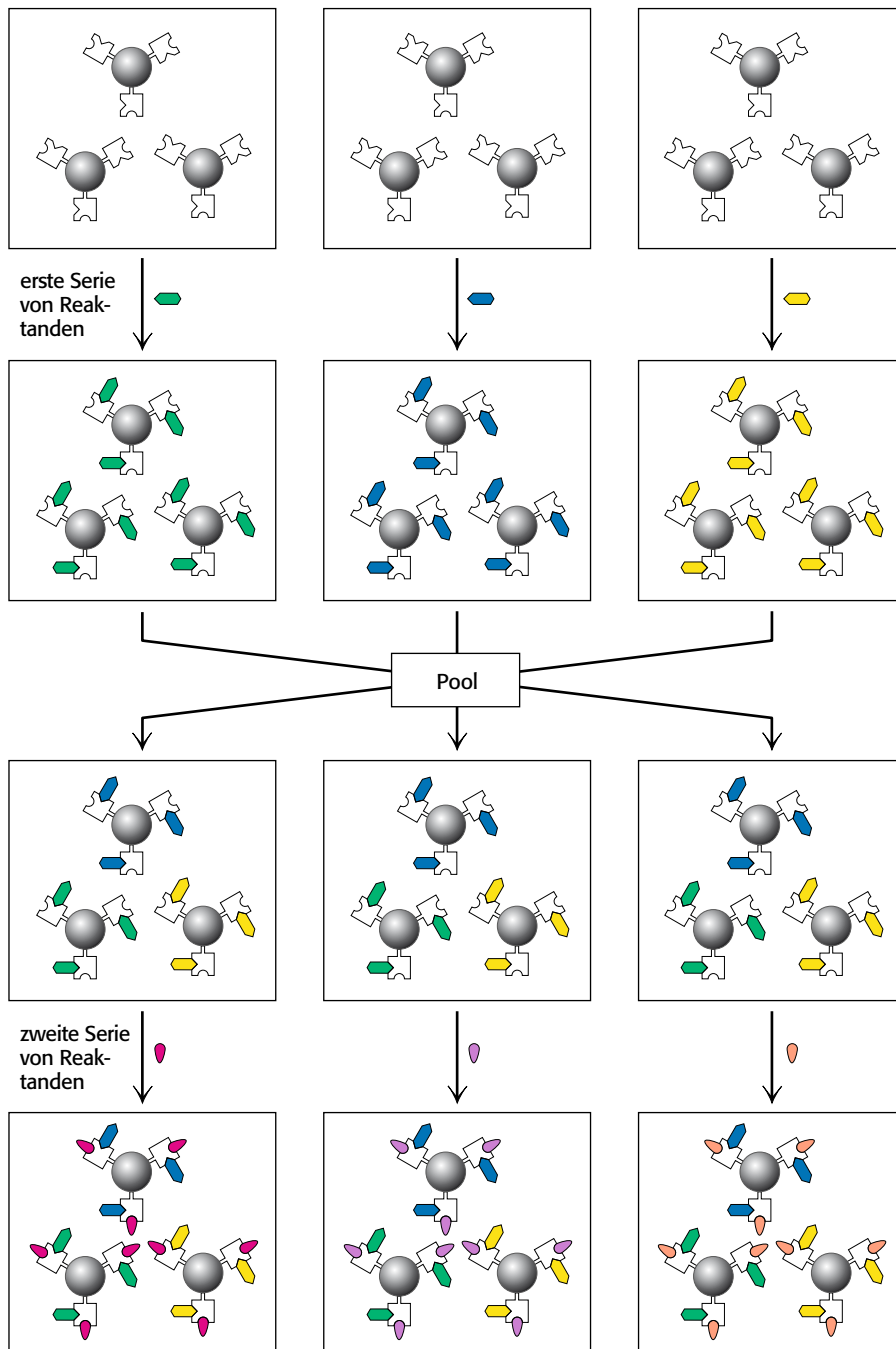 erste Serie
von Reak-
tanden
Pool
zweite Serie
von Reak-
tanden